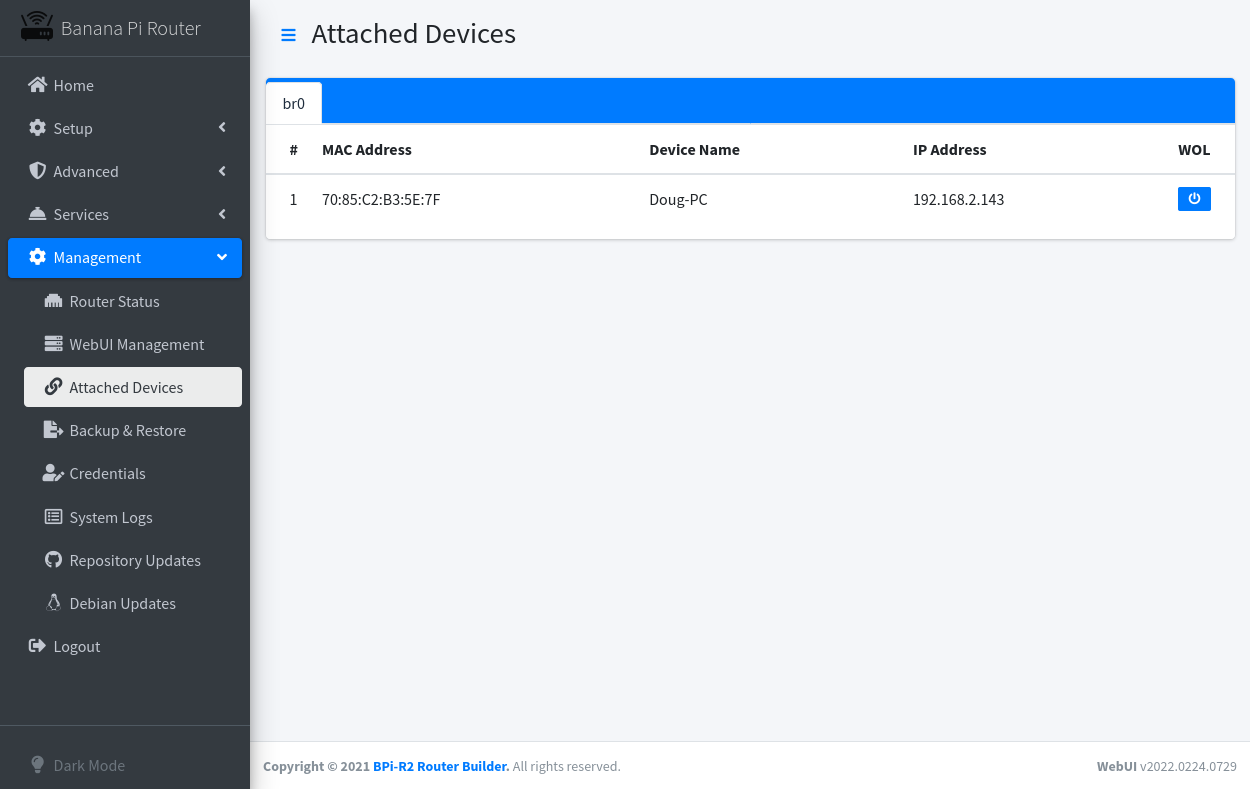 Banana Pi Router
Home
Setup
Advanced
Services
Management
Router Status
WebUI Management
Attached Devices
Backup & Restore
Credentials
System Logs
Repository Updates
Debian Updates
Logout
Dark Mode
Attached Devices
br0
# MAC Address Device Name IP Address WOL
1 70:85:C2:B3:5E:7F Doug-PC 192.168.2.143
Copyright © 2021 BPi-R2 Router Builder. All rights reserved. WebUI v2022.0224.0729